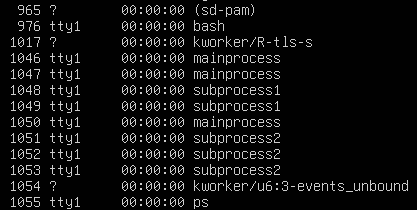 965 ? 00:00:00 (sd-pam)
976 tty1 00:00:00 bash
1017 ? 00:00:00 kworker/R-tls-s
1046 tty1 00:00:00 mainprocess
1047 tty1 00:00:00 mainprocess
1048 tty1 00:00:00 subprocess1
1049 tty1 00:00:00 subprocess1
1050 tty1 00:00:00 mainprocess
1051 tty1 00:00:00 subprocess2
1052 tty1 00:00:00 subprocess2
1053 tty1 00:00:00 subprocess2
1054 ? 00:00:00 kworker/u6:3-events_unbound
1055 tty1 00:00:00 ps